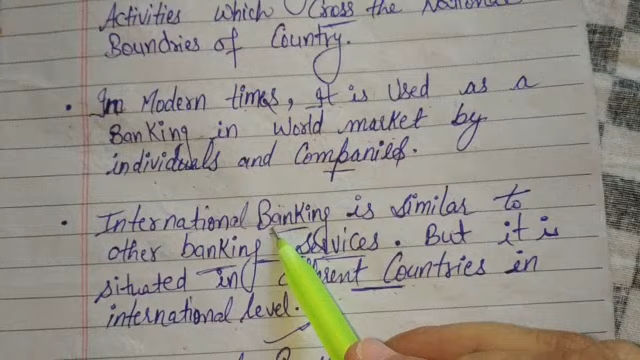 Activities which Cross the National
Boundries of Country.
• In Modern times, It is Used as a
Banking in World market by
individuals and Companies.
• International Banking is similar to
other banking services. But it is
situated in different Countries in
international level.